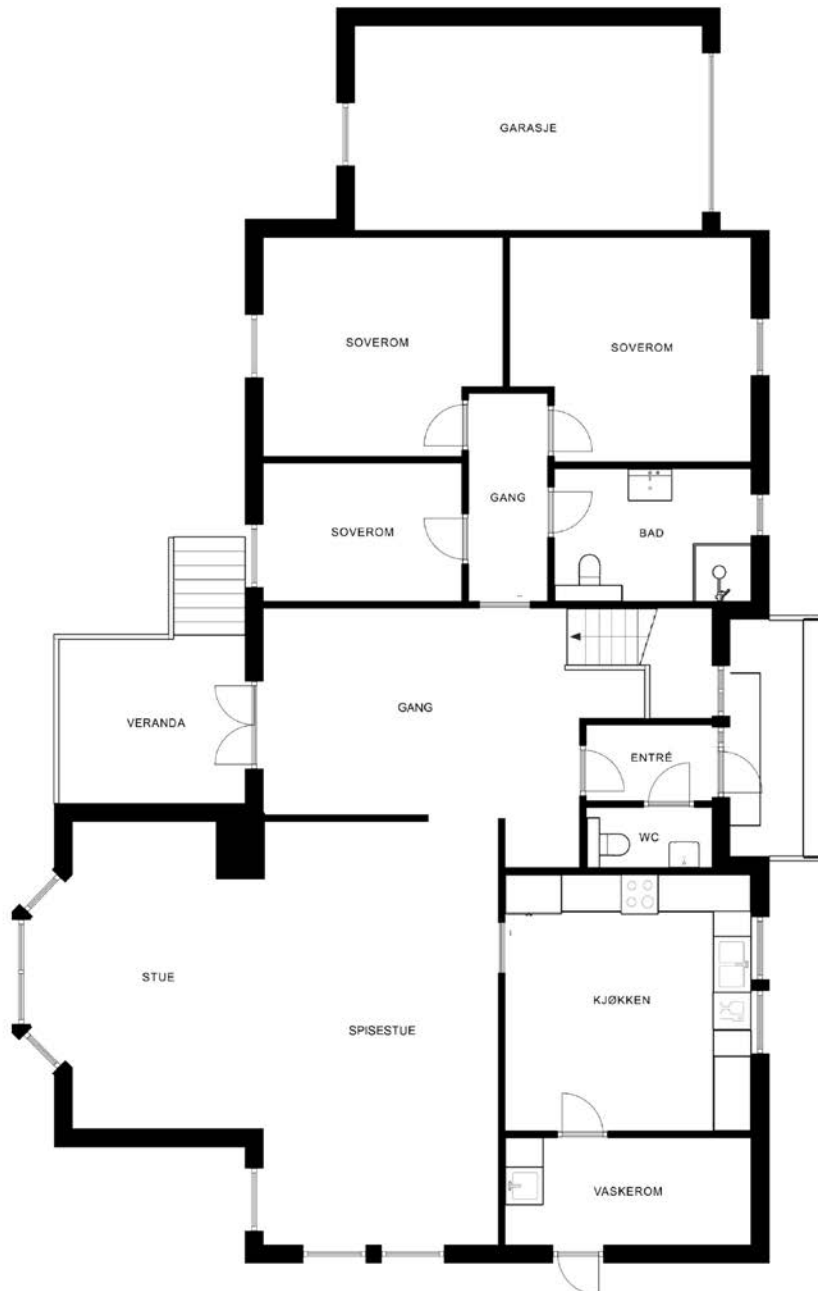 GARASJE
SOVEROM
SOVEROM
GANG
SOVEROM
BAD
GANG
VERANDA
ENTRÉ
WC
STUE
KJØKKEN
SPISESTUE
VASKEROM